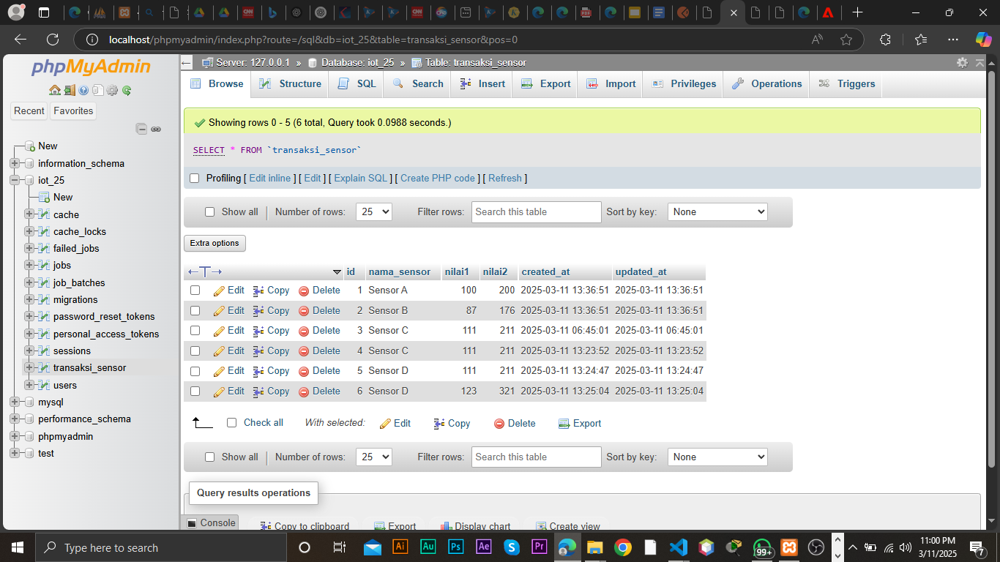 localhost/phpmyadmin/index.php?route=/sql&db=iot_25&table=transaksi_sensor&pos=0
phpMyAdmin
Recent Favorites
New
information_schema
iot_25
New
cache
cache_locks
failed_jobs
jobs
job_batches
migrations
password_reset_tokens
personal_access_tokens
sessions
transaksi_sensor
users
mysql
performance_schema
phpmyadmin
test
Server: 127.0.0.1 » Database: iot_25 » Table: transaksi_sensor
Browse Structure SQL Search Insert Export Import Privileges Operations Triggers
Showing rows 0 - 5 (6 total, Query took 0.0988 seconds.)
SELECT * FROM `transaksi_sensor`
Profiling [ Edit inline ] [ Edit ] [ Explain SQL ] [ Create PHP code ] [ Refresh ]
Show all Number of rows: 25 Filter rows: Search this table Sort by key: None
Extra options
id nama_sensor nilai1 nilai2 created_at updated_at
Edit Copy Delete 1 Sensor A 100 200 2025-03-11 13:36:51 2025-03-11 13:36:51
Edit Copy Delete 2 Sensor B 87 176 2025-03-11 13:36:51 2025-03-11 13:36:51
Edit Copy Delete 3 Sensor C 111 211 2025-03-11 06:45:01 2025-03-11 06:45:01
Edit Copy Delete 4 Sensor C 111 211 2025-03-11 13:23:52 2025-03-11 13:23:52
Edit Copy Delete 5 Sensor D 111 211 2025-03-11 13:24:47 2025-03-11 13:24:47
Edit Copy Delete 6 Sensor D 123 321 2025-03-11 13:25:04 2025-03-11 13:25:04
Check all With selected: Edit Copy Delete Export
Show all Number of rows: 25 Filter rows: Search this table Sort by key: None
Query results operations
Console Copy to clipboard Export Display chart Create view
Type here to search
Ai Au Ps Ae Pr
99+
11:00 PM
3/11/2025
7